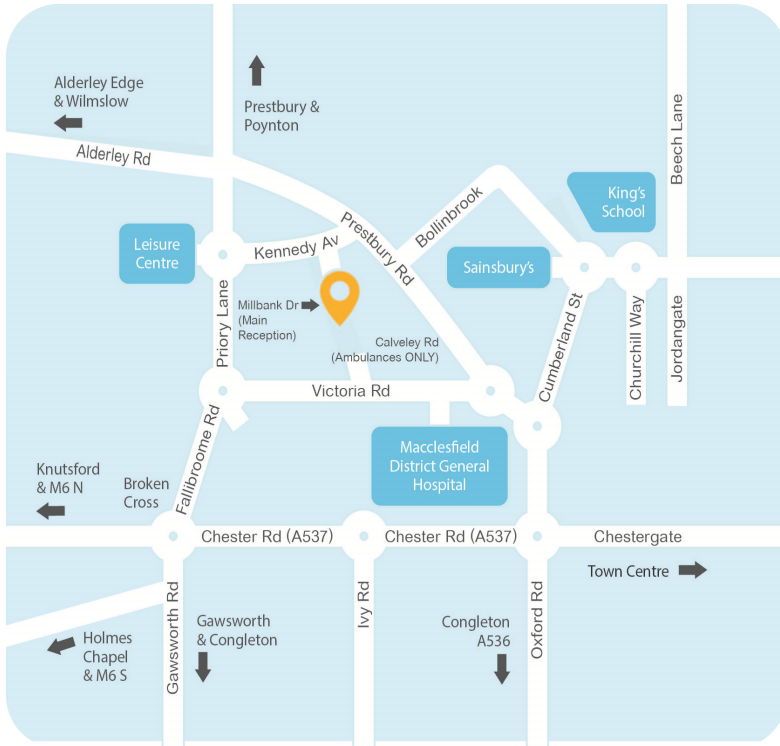 Alderley Edge
& Wilmslow
Prestbury &
Poynton
Alderley Rd
Beech Lane
King's
School
Bollinbrook
Prestbury Rd
Leisure
Centre
Kennedy Av
Sainsbury's
Millbank Dr
(Main
Reception)
Priory Lane
Calveley Rd
(Ambulances ONLY)
Cumberland St
Churchill Way
Jordangate
Victoria Rd
Macclesfield
District General
Hospital
Fallibroome Rd
Knutsford
& M6 N
Broken
Cross
Chester Rd (A537)
Chester Rd (A537)
Chestergate
Town Centre
Gawsworth Rd
Ivy Rd
Oxford Rd
Gawsworth
& Congleton
Congleton
A536
Holmes
Chapel
& M6 S